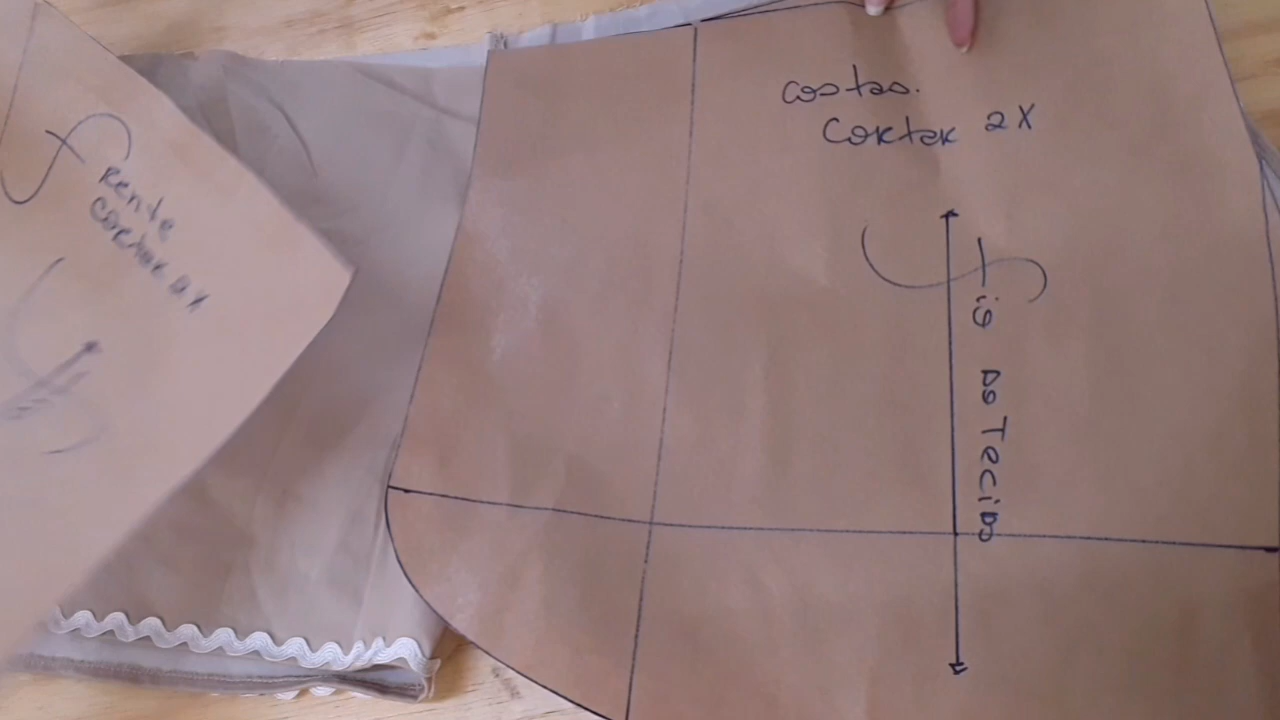 costas.
Cortar 2X
Fio do Tecido
Frente
cortar 2X